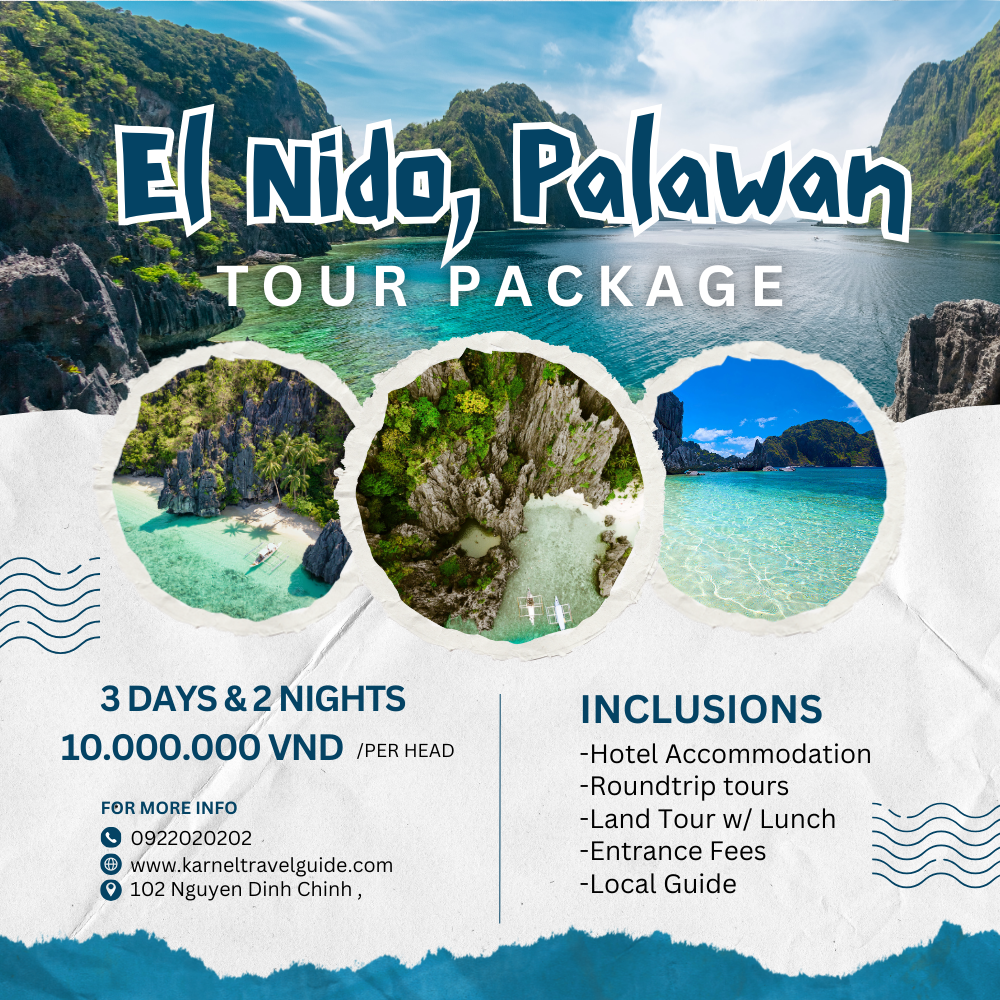 El Nido, Palawan
TOUR PACKAGE
3 DAYS & 2 NIGHTS
10.000.000 VND /PER HEAD
FOR MORE INFO
0922020202
www.karneltravelguide.com
102 Nguyen Dinh Chinh ,
INCLUSIONS
-Hotel Accommodation
-Roundtrip tours
-Land Tour w/ Lunch
-Entrance Fees
-Local Guide